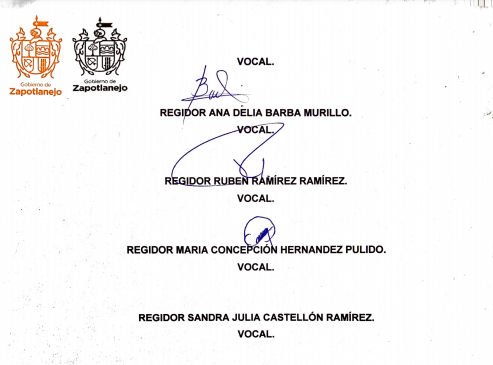 Gobierno de
Zapotlanejo
Gobierno de
Zapotlanejo
VOCAL.
REGIDOR ANA DELIA BARBA MURILLO.
VOCAL.
REGIDOR RUBEN RAMÍREZ RAMÍREZ.
VOCAL.
REGIDOR MARIA CONCEPCIÓN HERNANDEZ PULIDO.
VOCAL.
REGIDOR SANDRA JULIA CASTELLÓN RAMÍREZ.
VOCAL.